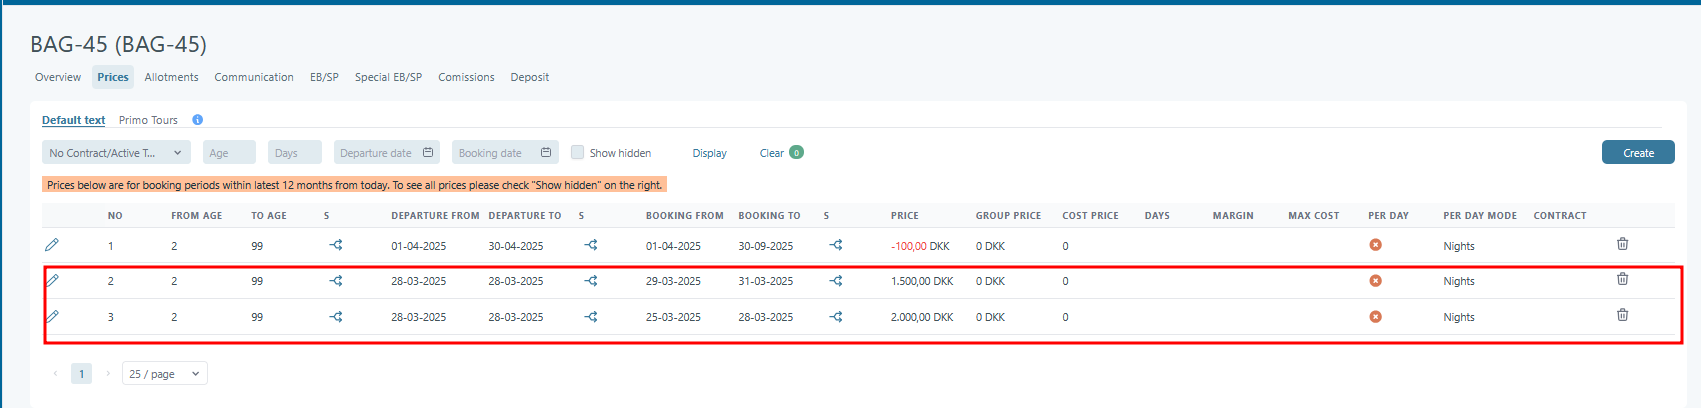 BAG-45 (BAG-45)
Overview Prices Allotments Communication EB/SP Special EB/SP Comissions Deposit
Default text Primo Tours
No Contract/Active T... Age Days Departure date Booking date Show hidden Display Clear 0 Create
Prices below are for booking periods within latest 12 months from today. To see all prices please check "Show hidden" on the right.
NO FROM AGE TO AGE S DEPARTURE FROM DEPARTURE TO S BOOKING FROM BOOKING TO S PRICE GROUP PRICE COST PRICE DAYS MARGIN MAX COST PER DAY PER DAY MODE CONTRACT
1 2 99 01-04-2025 30-04-2025 01-04-2025 30-09-2025 -100,00 DKK 0 DKK 0 Nights
2 2 99 28-03-2025 28-03-2025 29-03-2025 31-03-2025 1.500,00 DKK 0 DKK 0 Nights
3 2 99 28-03-2025 28-03-2025 25-03-2025 28-03-2025 2.000,00 DKK 0 DKK 0 Nights
1 25 / page